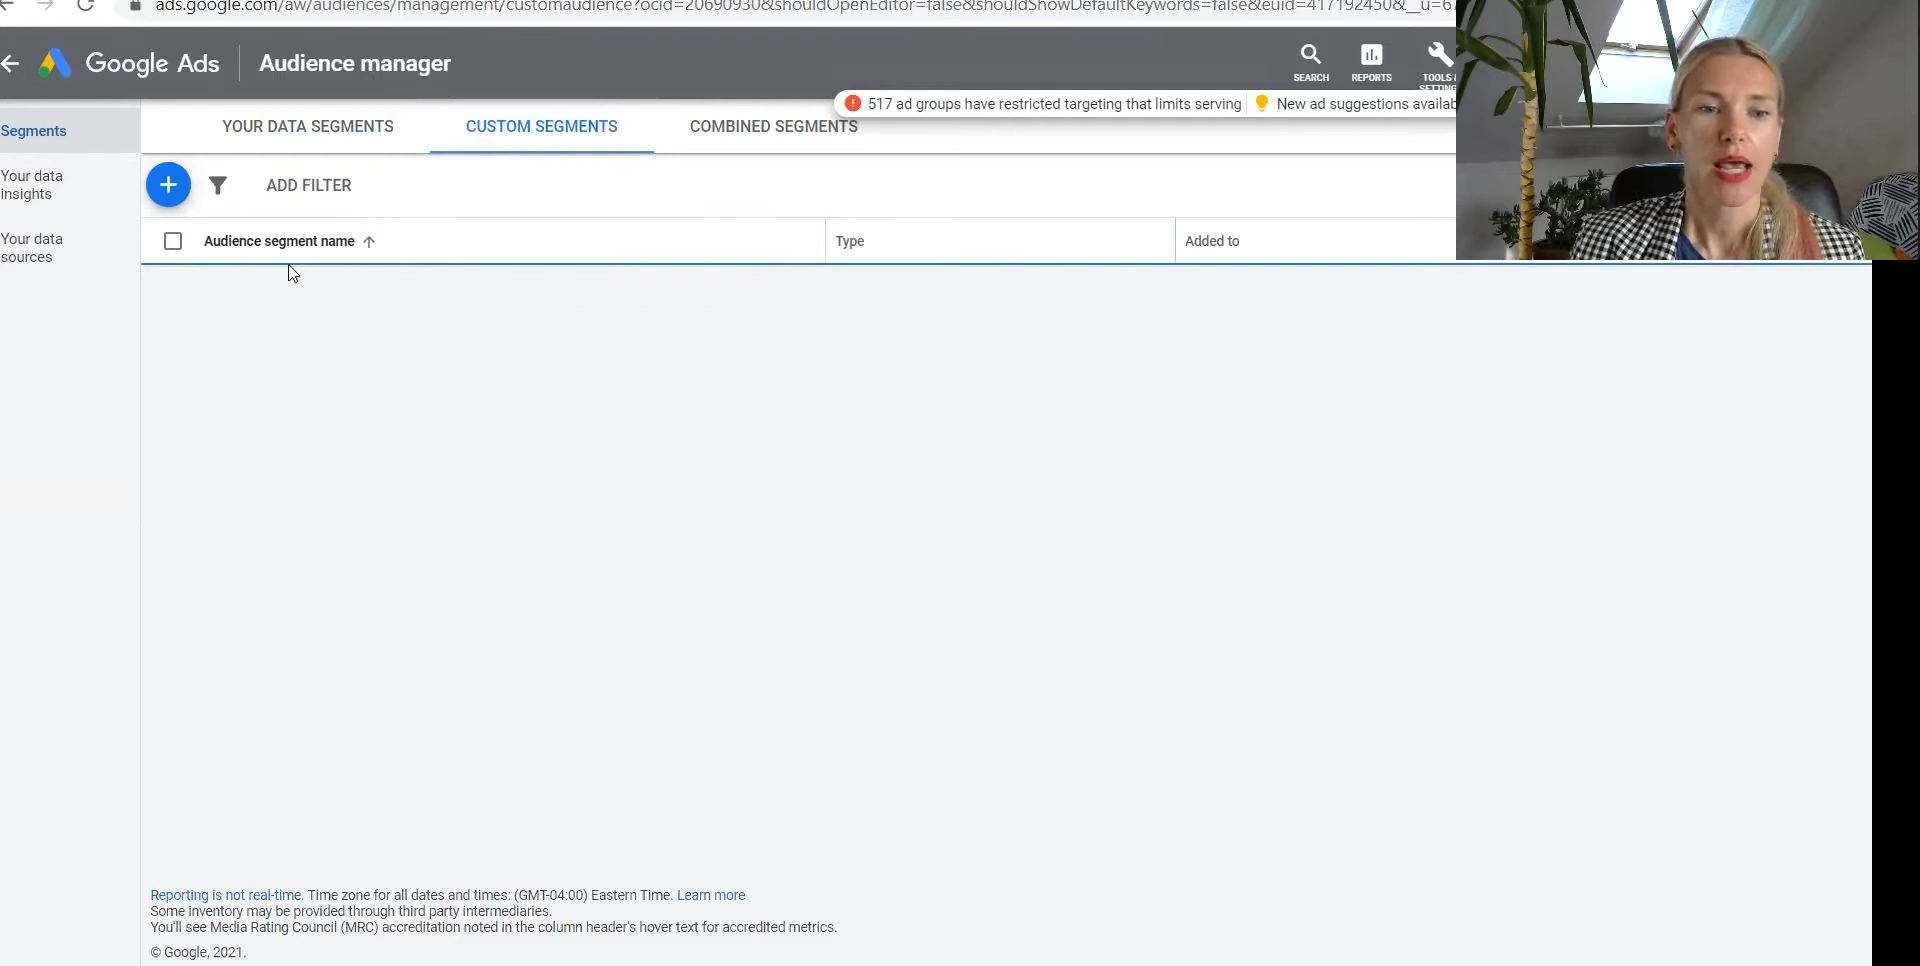 ads.google.com/aw/audiences/management/customaudience?ocid=20690930&shouldOpenEditor=false&shouldShowDefaultKeywords=false&euid=417192450&__u=67
Google Ads
Audience manager
SEARCH
REPORTS
TOOLS &
SETTINGS
517 ad groups have restricted targeting that limits serving
New ad suggestions availab
Segments
YOUR DATA SEGMENTS
CUSTOM SEGMENTS
COMBINED SEGMENTS
Your data
insights
ADD FILTER
Your data
sources
Audience segment name
Type
Added to
Reporting is not real-time. Time zone for all dates and times: (GMT-04:00) Eastern Time. Learn more
Some inventory may be provided through third party intermediaries.
You'll see Media Rating Council (MRC) accreditation noted in the column header's hover text for accredited metrics.
© Google, 2021.